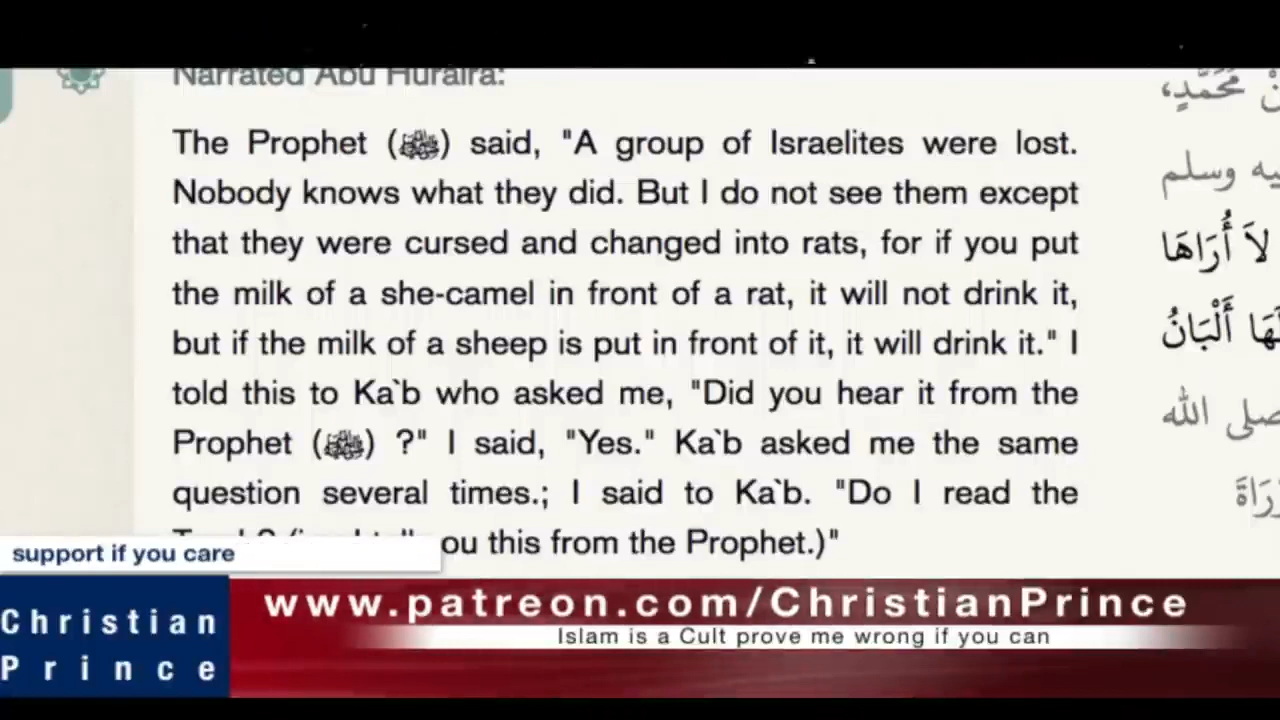 Narrated Abu Huraira:
The Prophet (ﷺ) said, "A group of Israelites were lost.
Nobody knows what they did. But I do not see them except
that they were cursed and changed into rats, for if you put
the milk of a she-camel in front of a rat, it will not drink it,
but if the milk of a sheep is put in front of it, it will drink it." I
told this to Ka`b who asked me, "Did you hear it from the
Prophet (ﷺ) ?" I said, "Yes." Ka`b asked me the same
question several times.; I said to Ka`b. "Do I read the
ou this from the Prophet.)"
مُحَمَّدٍ،
يه وسلم
لاَ أُرَاهَا
أَلْبَانُ
صلى الله
support if you care
Christian
Prince
www.patreon.com/ChristianPrince
Islam is a Cult prove me wrong if you can